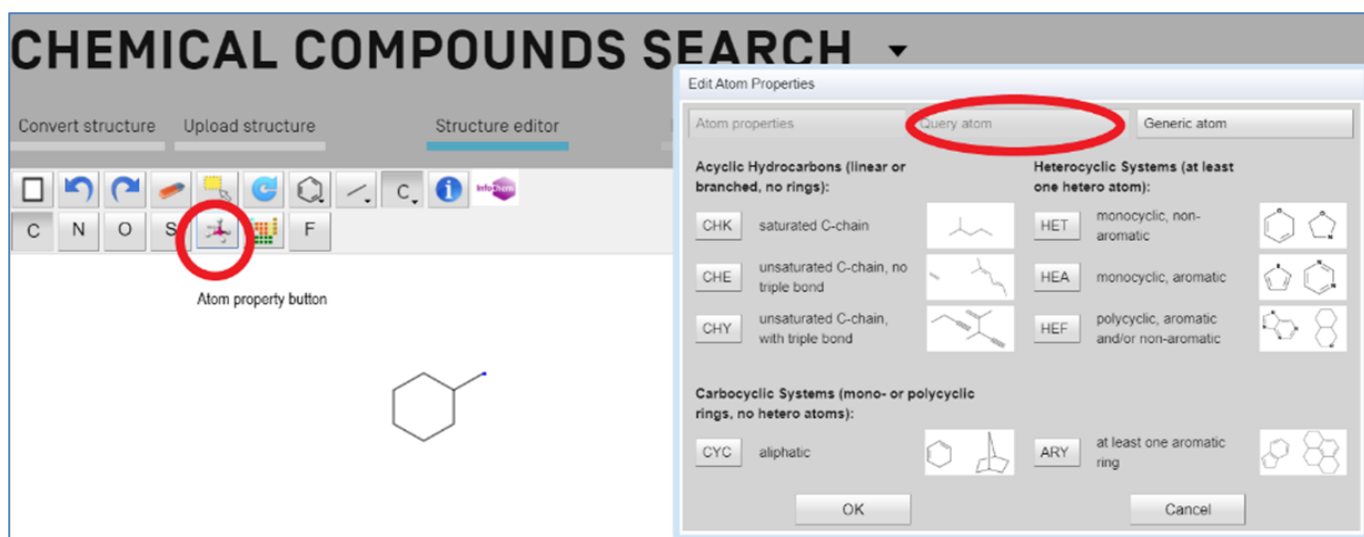 CHEMICAL COMPOUNDS SEARCH
Convert structure Upload structure Structure editor
C
InfoChem
C N O S F
Atom property button
Edit Atom Properties
Atom properties Query atom Generic atom
Acyclic Hydrocarbons (linear or
branched, no rings):
CHK saturated C-chain
CHE unsaturated C-chain, no
triple bond
CHY unsaturated C-chain,
with triple bond
Heterocyclic Systems (at least
one hetero atom):
HET monocyclic, non-
aromatic
HEA monocyclic, aromatic
HEF polycyclic, aromatic
and/or non-aromatic
Carbocyclic Systems (mono- or polycyclic
rings, no hetero atoms):
CYC aliphatic
ARY at least one aromatic
ring
OK Cancel